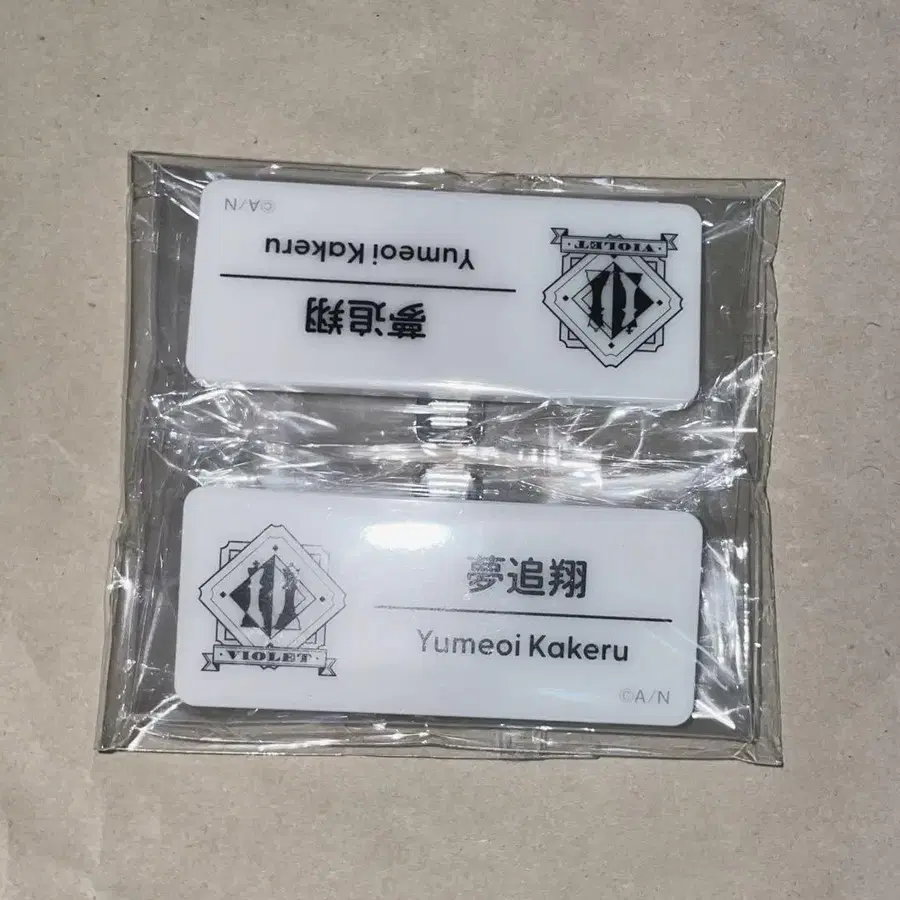 ©A/N
Yumeoi Kakeru
夢追翔
·VIOLET·
夢追翔
Yumeoi Kakeru
·VIOLET·
©A/N